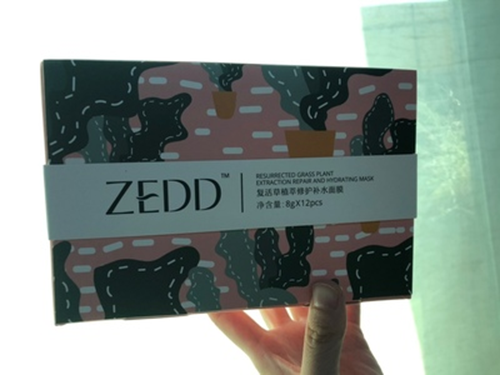 ZEDD™
RESURRECTED GRASS PLANT
EXTRACTION REPAIR AND HYDRATING MASK
复活草植萃修护补水面膜
净含量: 8gX12pcs